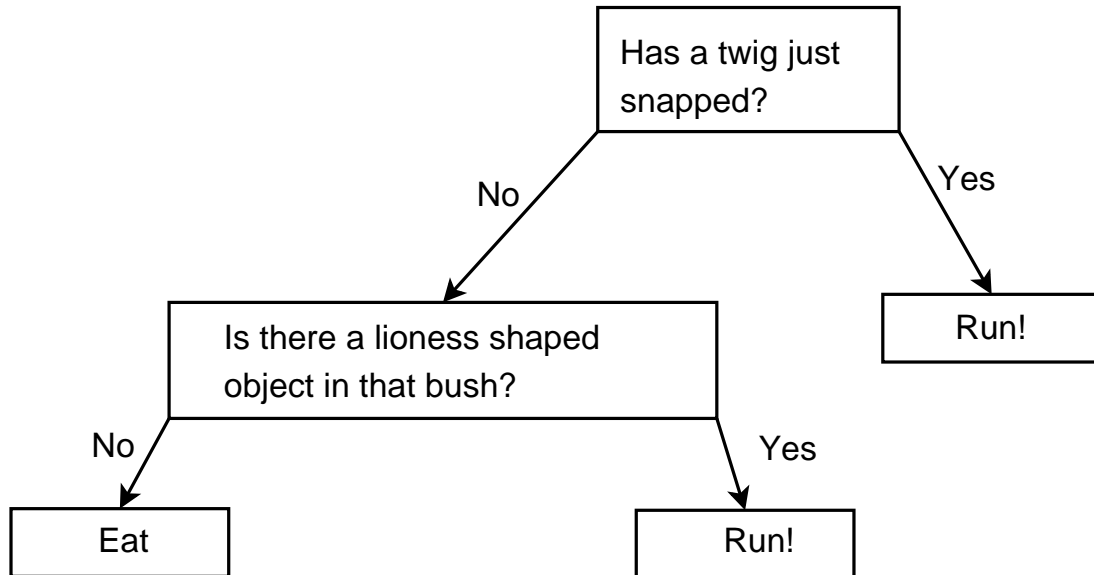 Has a twig just
snapped?
No
Yes
Is there a lioness shaped
object in that bush?
Run!
No
Yes
Eat
Run!